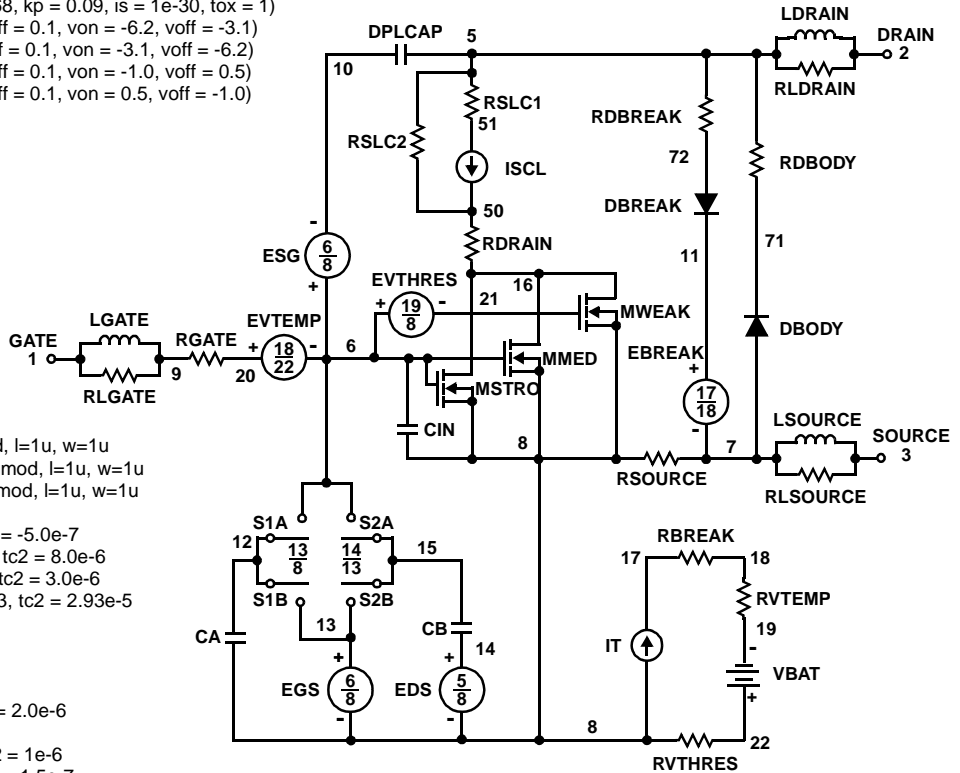 68, kp = 0.09, is = 1e-30, tox = 1)
ff = 0.1, von = -6.2, voff = -3.1)
f = 0.1, von = -3.1, voff = -6.2)
ff = 0.1, von = -1.0, voff = 0.5)
ff = 0.1, von = 0.5, voff = -1.0)
DPLCAP
5
10
LDRAIN
DRAIN
2
RLDRAIN
RSLC1
51
RSLC2
ISCL
50
RDRAIN
RDBREAK
72
DBREAK
11
RDBODY
71
DBODY
-
ESG
6
8
+
EVTHRES
+
19
8
-
21
16
MWEAK
LGATE
GATE
1
RLGATE
9
RGATE
20
EVTEMP
+
18
22
-
6
MMED
MSTRO
CIN
8
EBREAK
+
17
18
-
7
RSOURCE
LSOURCE
SOURCE
3
RLSOURCE
d, l=1u, w=1u
mod, l=1u, w=1u
mod, l=1u, w=1u
= -5.0e-7
tc2 = 8.0e-6
tc2 = 3.0e-6
3, tc2 = 2.93e-5
= 2.0e-6
2 = 1e-6
S1A
S2A
12
13
8
14
13
15
S1B
S2B
13
CA
CB
14
+
EGS
6
8
-
+
EDS
5
8
-
8
RBREAK
17
18
RVTEMP
19
-
IT
VBAT
+
22
RVTHRES